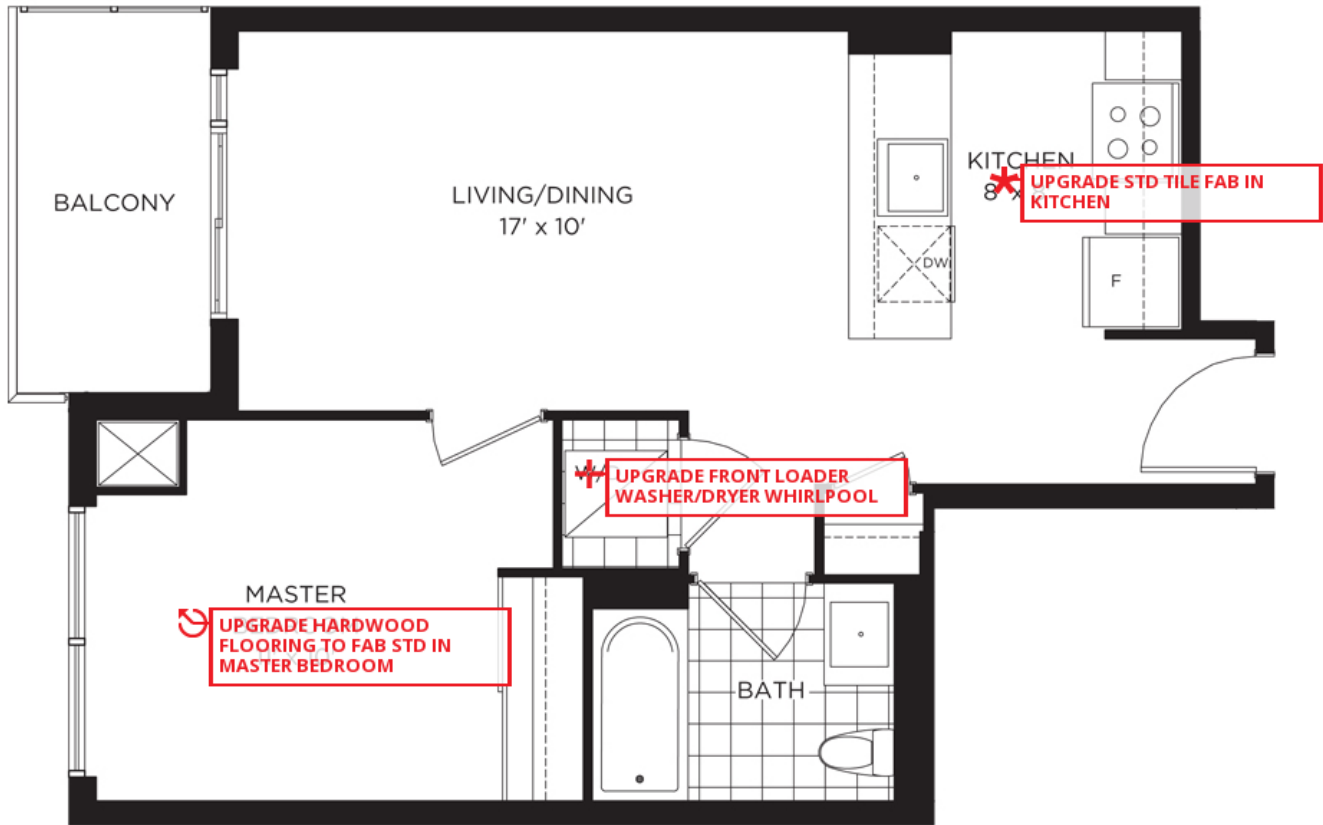 BALCONY
LIVING/DINING
17' x 10'
KITCHEN
8' x
UPGRADE STD TILE FAB IN
KITCHEN
DW
F
UPGRADE FRONT LOADER
WASHER/DRYER WHIRLPOOL
MASTER
UPGRADE HARDWOOD
FLOORING TO FAB STD IN
MASTER BEDROOM
BATH